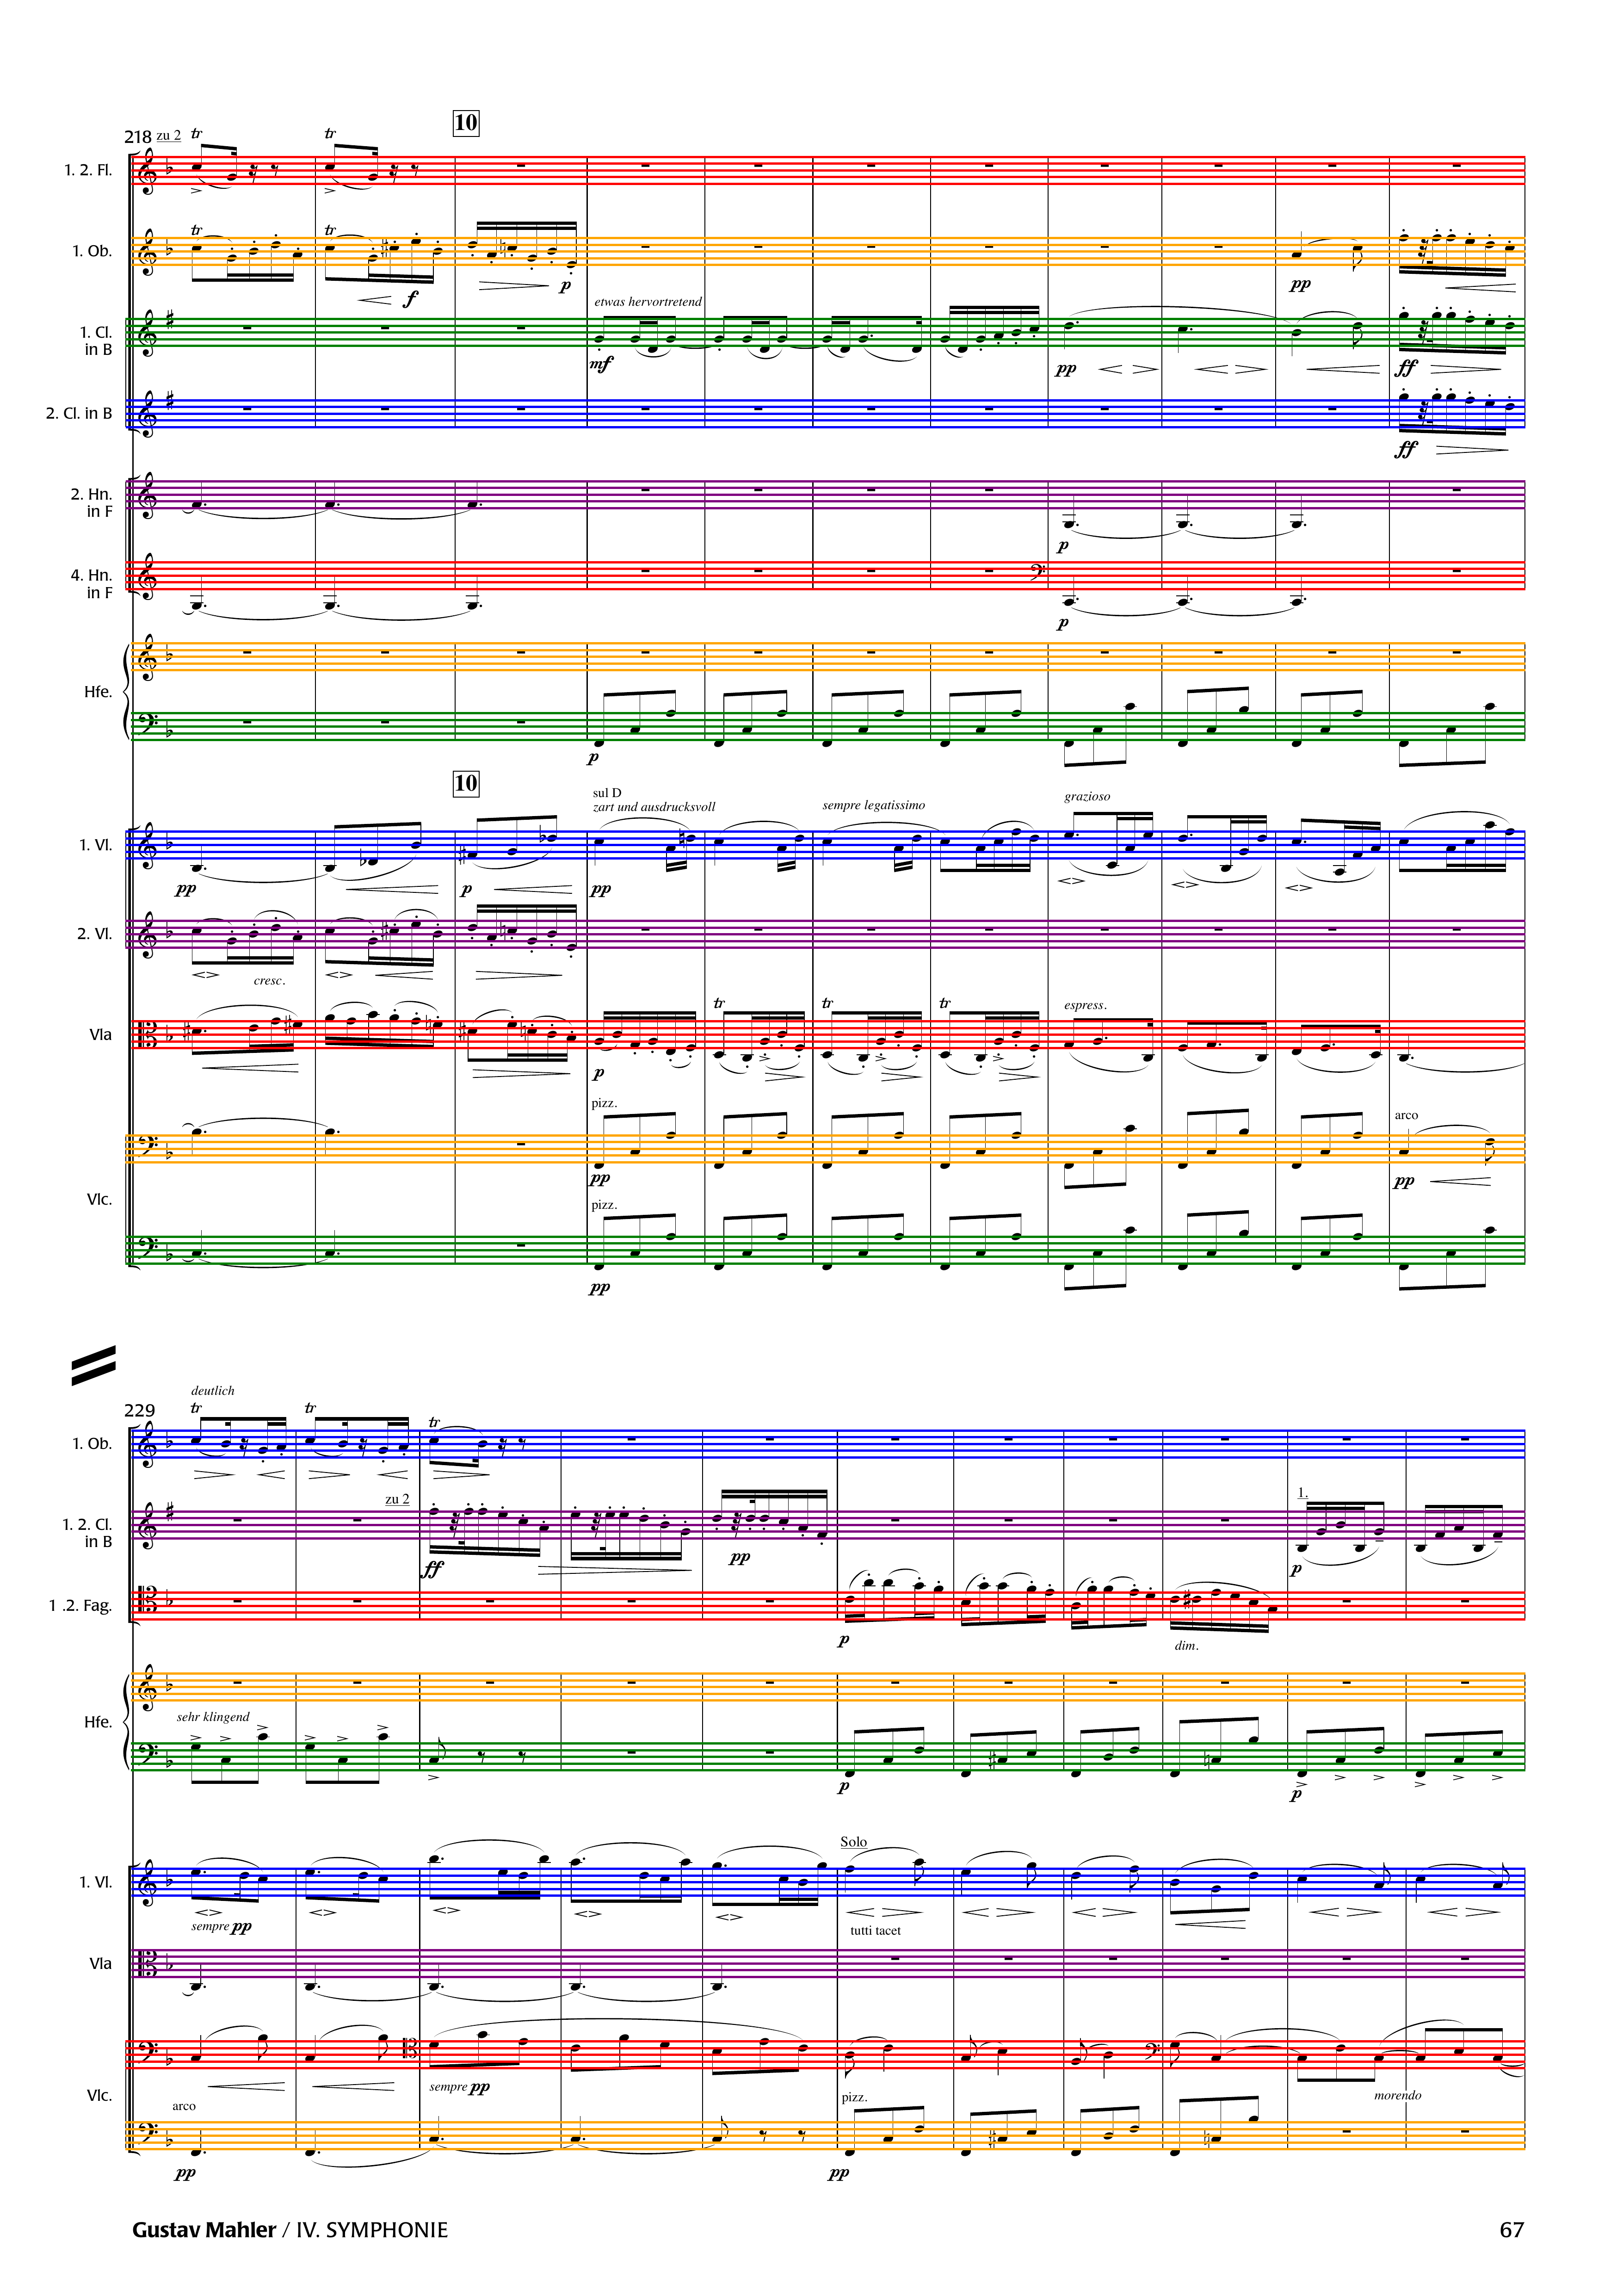 10
218 zu 2 tr tr
1. 2. Fl.
tr tr
1. Ob.
f p pp
etwas hervortretend
1. Cl.
in B
mf pp ff
2. Cl. in B
ff
2. Hn.
in F
p
4. Hn.
in F
p
Hfe.
p
10
sul D
zart und ausdrucksvoll sempre legatissimo grazioso
1. Vl.
pp p pp
2. Vl.
cresc.
tr tr tr espress.
Vla
p
pizz. arco
pp pp
Vlc.
pizz.
pp
deutlich
229 tr tr tr
1. Ob.
zu 2 1.
1. 2. Cl.
in B
ff pp p
1 .2. Fag.
p dim.
sehr klingend
Hfe.
p p
Solo
1. Vl.
sempre pp tutti tacet
Vla
sempre pp morendo
Vlc.
arco pizz.
pp pp
Gustav Mahler / IV. SYMPHONIE 67